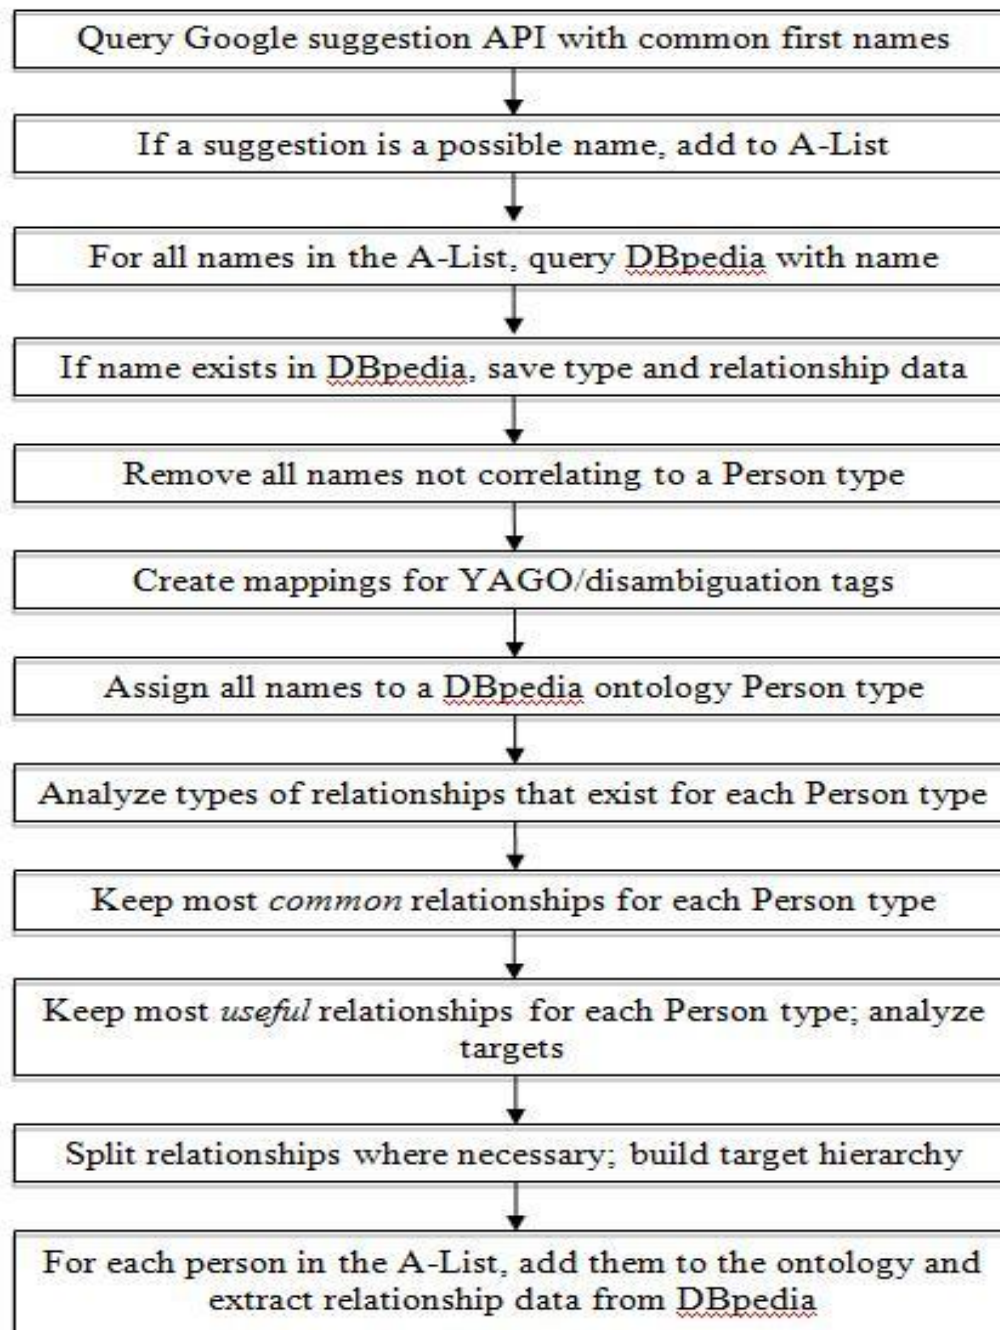 Query Google suggestion API with common first names
If a suggestion is a possible name, add to A-List
For all names in the A-List, query DBpedia with name
If name exists in DBpedia, save type and relationship data
Remove all names not correlating to a Person type
Create mappings for YAGO/disambiguation tags
Assign all names to a DBpedia ontology Person type
Analyze types of relationships that exist for each Person type
Keep most common relationships for each Person type
Keep most useful relationships for each Person type; analyze
targets
Split relationships where necessary; build target hierarchy
For each person in the A-List, add them to the ontology and
extract relationship data from DBpedia